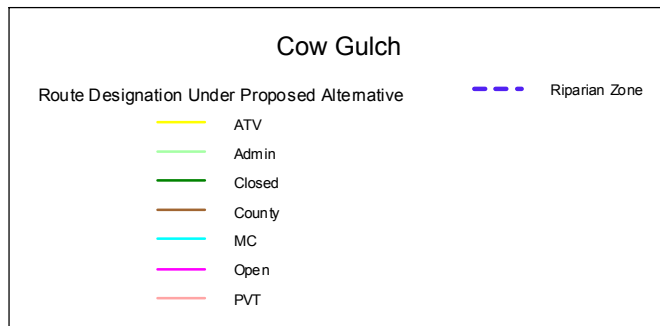 Cow Gulch
Route Designation Under Proposed Alternative
ATV
Admin
Closed
County
MC
Open
PVT
Riparian Zone